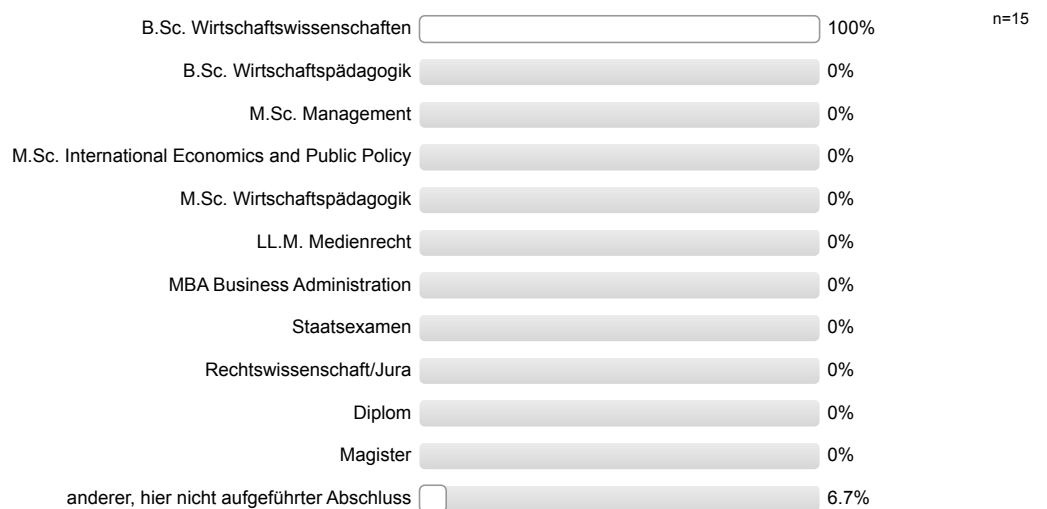 B.Sc. Wirtschaftswissenschaften 100% n=15
B.Sc. Wirtschaftspädagogik 0%
M.Sc. Management 0%
M.Sc. International Economics and Public Policy 0%
M.Sc. Wirtschaftspädagogik 0%
LL.M. Medienrecht 0%
MBA Business Administration 0%
Staatsexamen 0%
Rechtswissenschaft/Jura 0%
Diplom 0%
Magister 0%
anderer, hier nicht aufgeführter Abschluss 6.7%